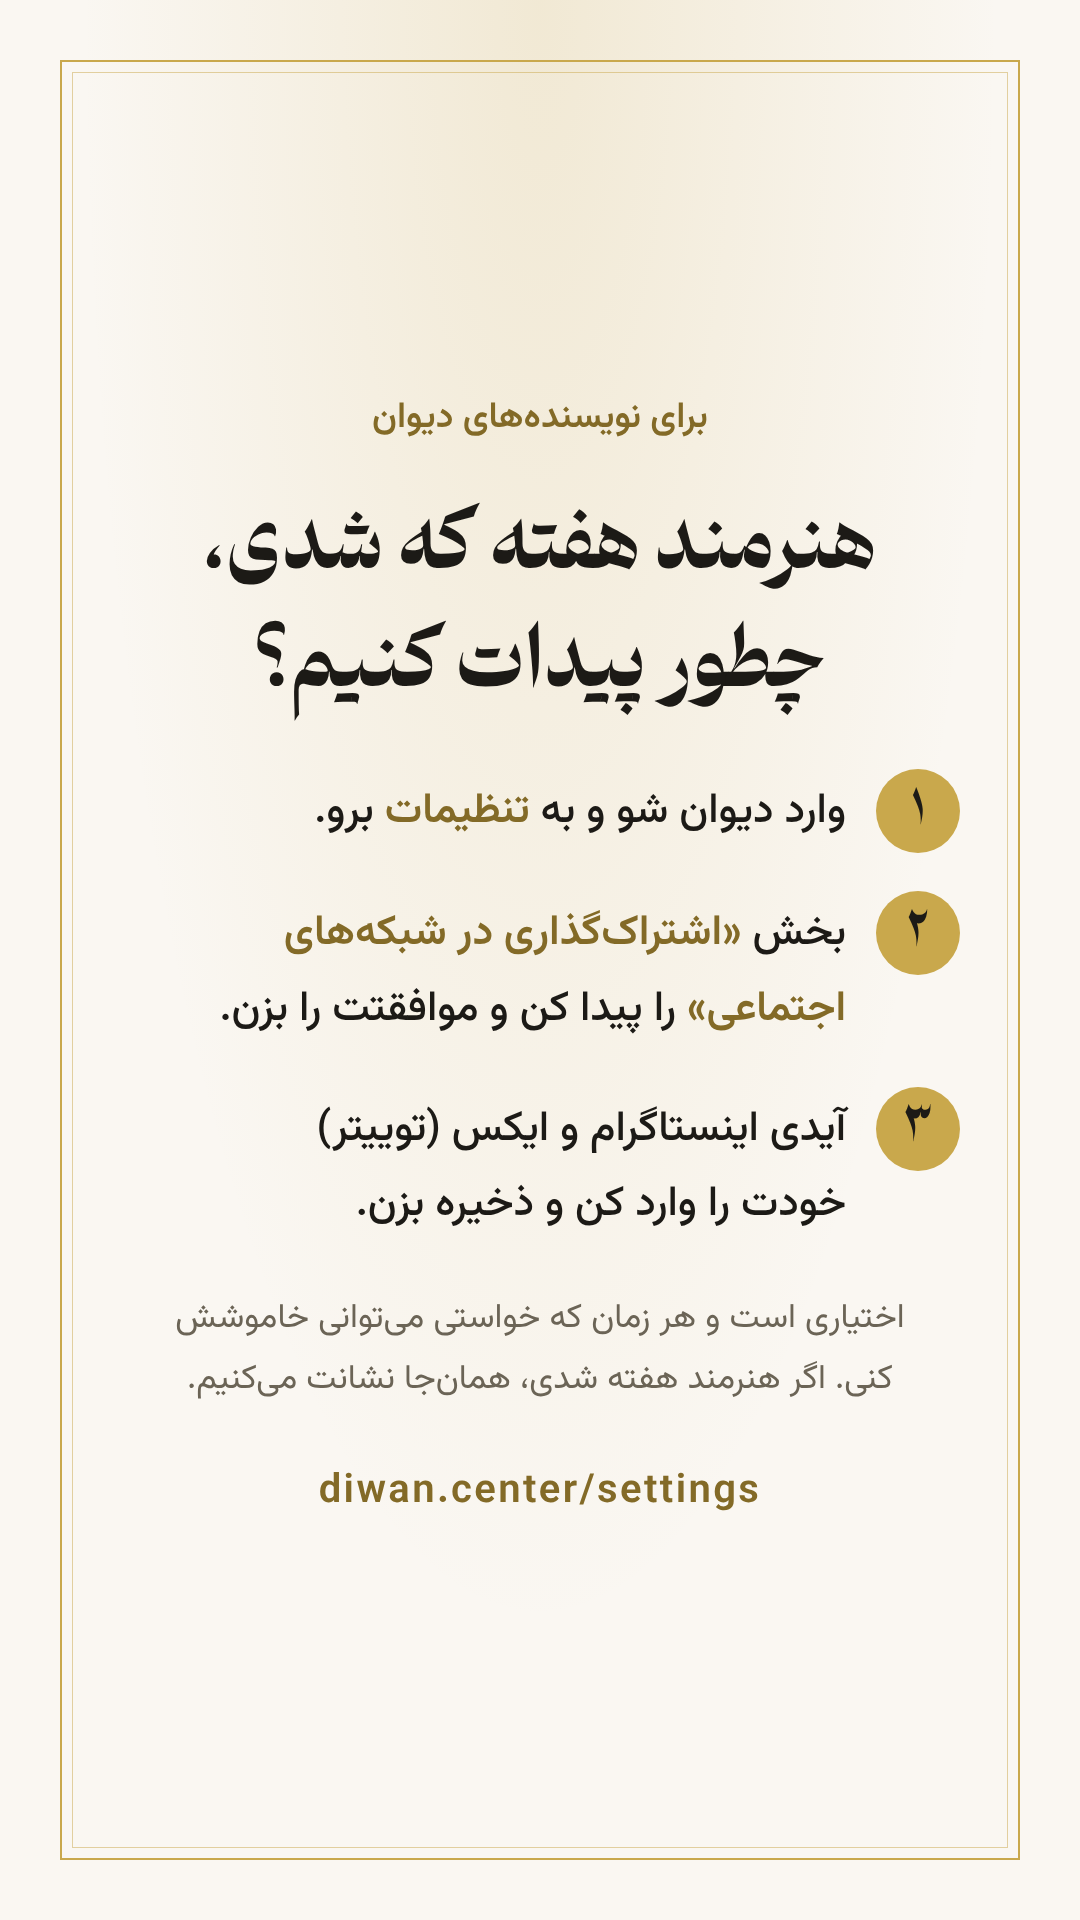 برای نویسنده‌های دیوان
هنرمند هفته که شدی،
چطور پیدات کنیم؟
۱ وارد دیوان شو و به تنظیمات برو.
۲ بخش «اشتراک‌گذاری در شبکه‌های
اجتماعی» را پیدا کن و موافقتت را بزن.
۳ آیدی اینستاگرام و ایکس (توییتر)
خودت را وارد کن و ذخیره بزن.
اختیاری است و هر زمان که خواستی می‌توانی خاموشش
کنی. اگر هنرمند هفته شدی، همان‌جا نشانت می‌کنیم.
diwan.center/settings